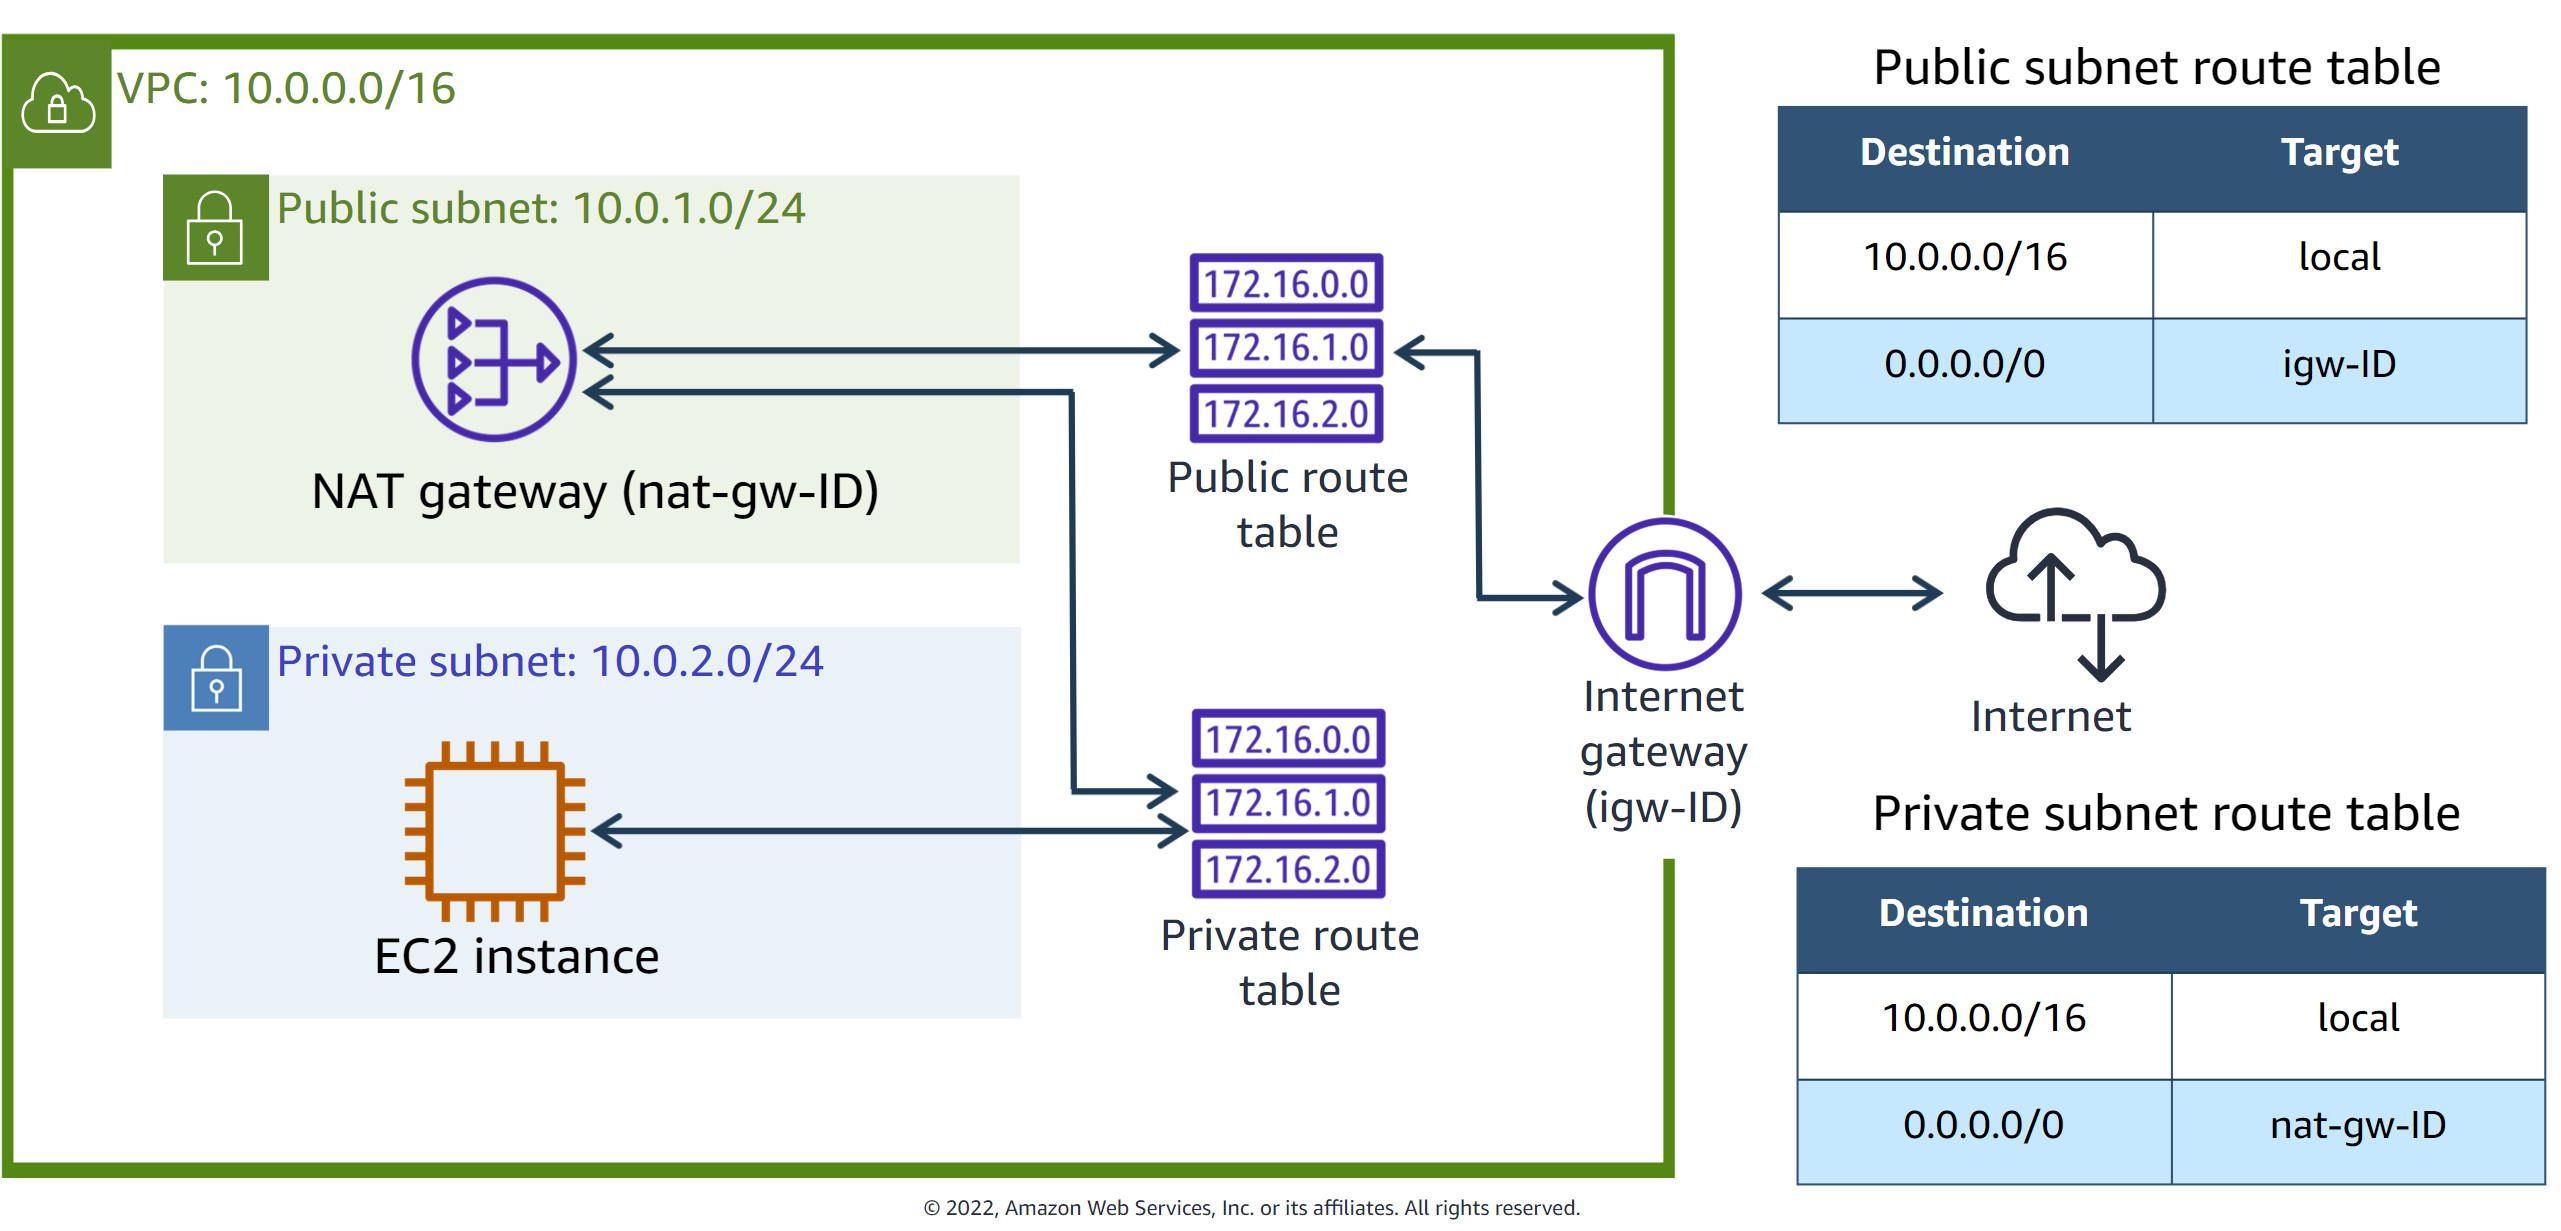 VPC: 10.0.0.0/16
Public subnet: 10.0.1.0/24
NAT gateway (nat-gw-ID)
172.16.0.0
172.16.1.0
172.16.2.0
Public route
table
Private subnet: 10.0.2.0/24
EC2 instance
172.16.0.0
172.16.1.0
172.16.2.0
Private route
table
Internet
gateway
(igw-ID)
Internet
Public subnet route table
Destination Target
10.0.0.0/16 local
0.0.0.0/0 igw-ID
Private subnet route table
Destination Target
10.0.0.0/16 local
0.0.0.0/0 nat-gw-ID
© 2022, Amazon Web Services, Inc. or its affiliates. All rights reserved.